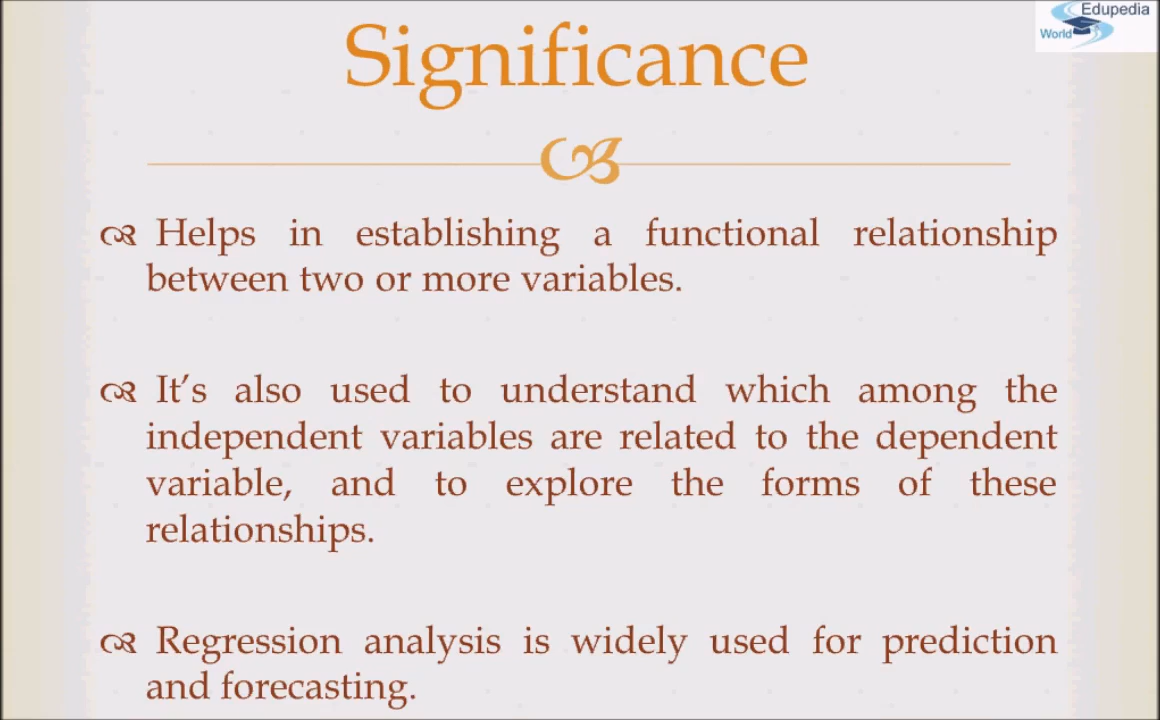 Edupedia
World
Significance
Helps in establishing a functional relationship
between two or more variables.
It’s also used to understand which among the
independent variables are related to the dependent
variable, and to explore the forms of these
relationships.
Regression analysis is widely used for prediction
and forecasting.